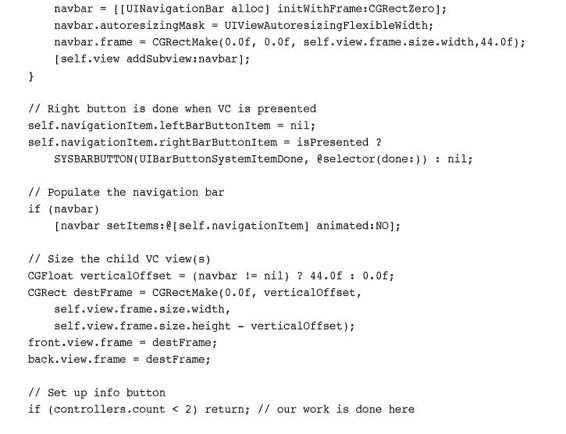 navbar = [[UINavigationBar alloc] initWithFrame:CGRectZero];
navbar.autoresizingMask = UIViewAutoresizingFlexibleWidth;
navbar.frame = CGRectMake(0.0f, 0.0f, self.view.frame.size.width,44.0f);
[self.view addSubview:navbar];
}
// Right button is done when VC is presented
self.navigationItem.leftBarButtonItem = nil;
self.navigationItem.rightBarButtonItem = isPresented ?
SYSBARBUTTON(UIBarButtonSystemItemDone, @selector(done:)) : nil;
// Populate the navigation bar
if (navbar)
[navbar setItems:@[self.navigationItem] animated:NO];
// Size the child VC view(s)
CGFloat verticalOffset = (navbar != nil) ? 44.0f : 0.0f;
CGRect destFrame = CGRectMake(0.0f, verticalOffset,
self.view.frame.size.width,
self.view.frame.size.height - verticalOffset);
front.view.frame = destFrame;
back.view.frame = destFrame;
// Set up info button
if (controllers.count < 2) return; // our work is done here